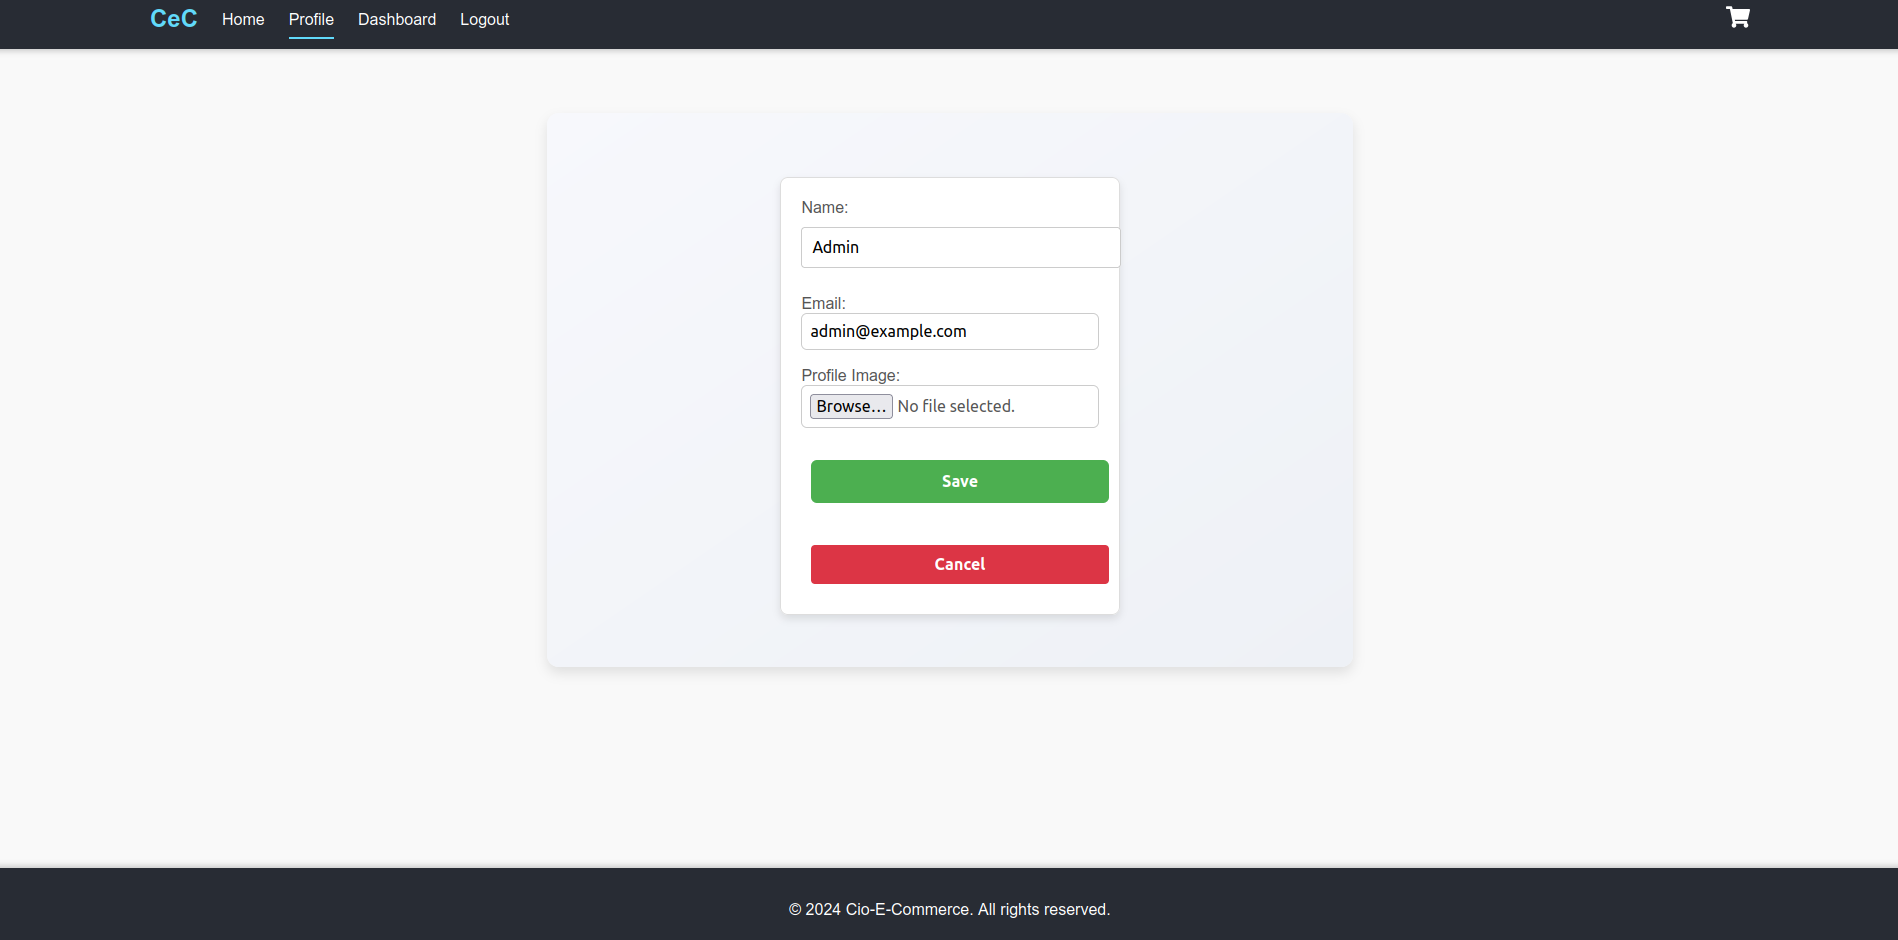 CeC Home Profile Dashboard Logout
Name:
Admin
Email:
admin@example.com
Profile Image:
Browse... No file selected.
Save
Cancel
© 2024 Cio-E-Commerce. All rights reserved.